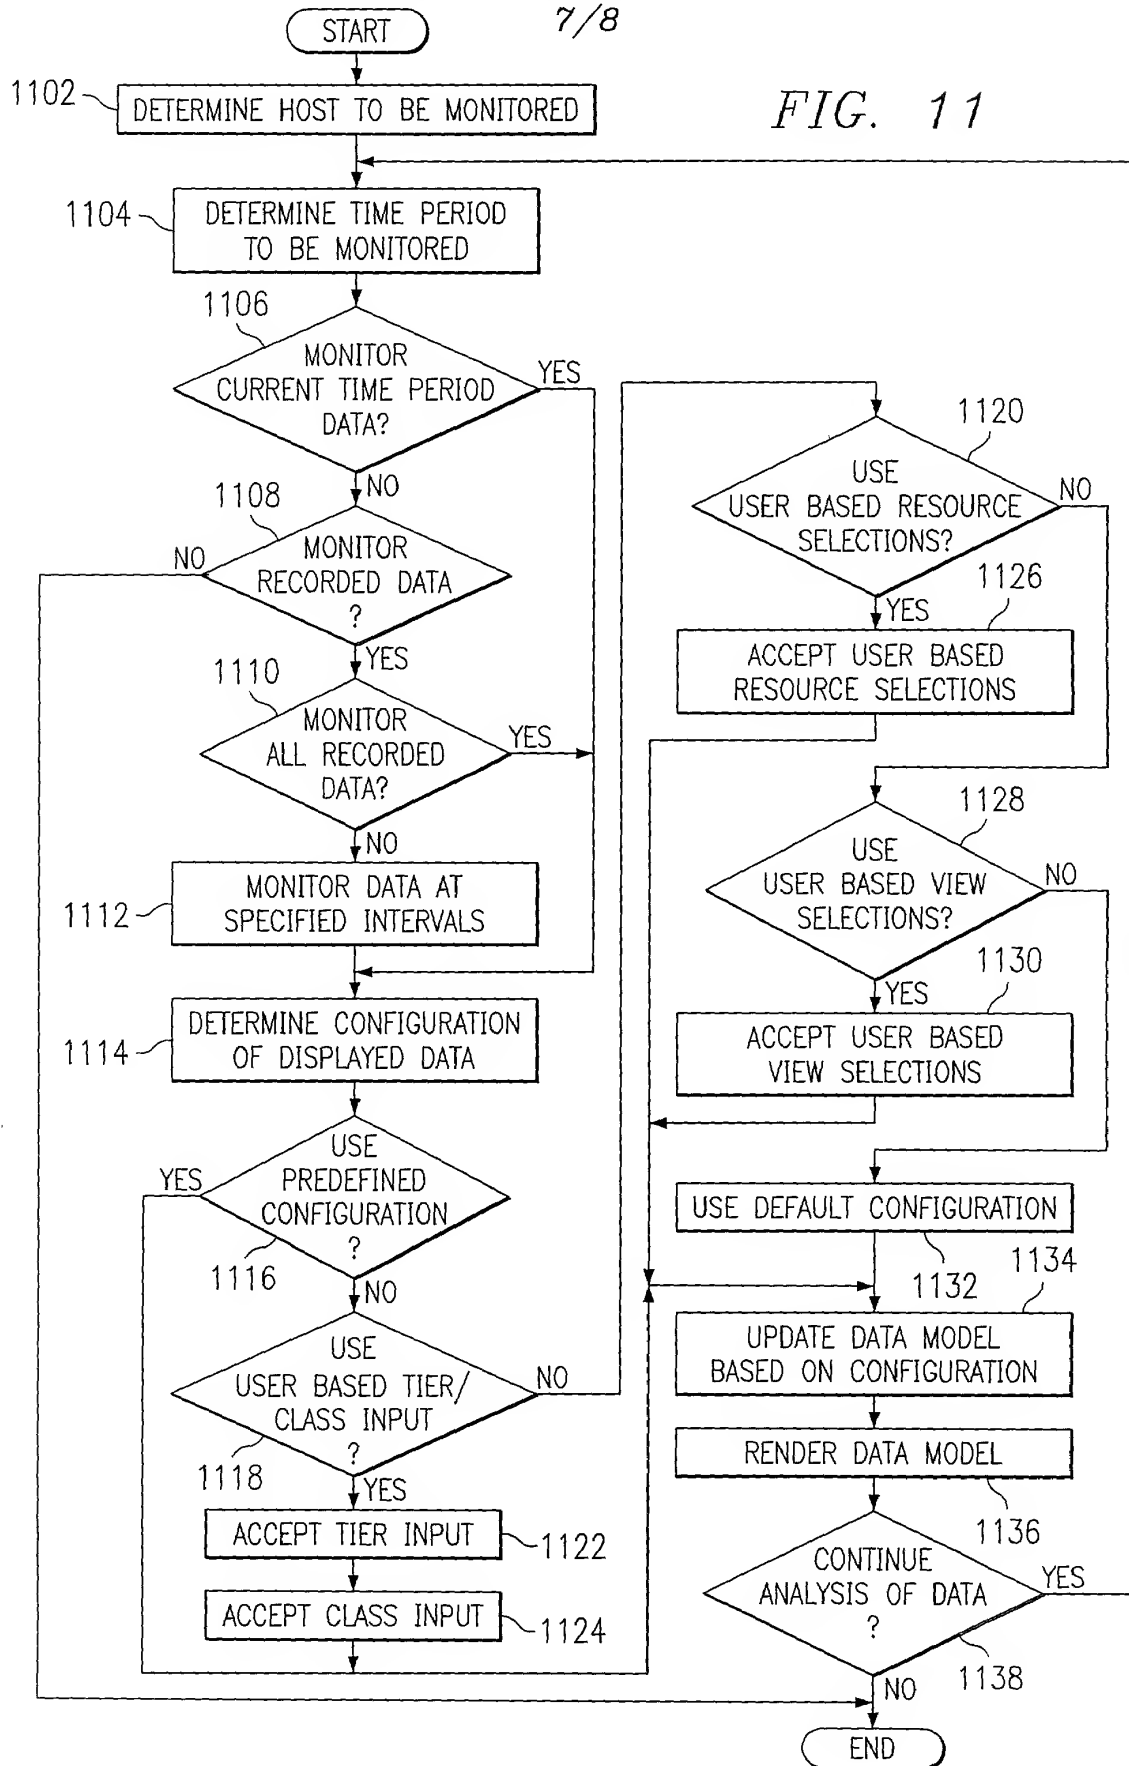 7/8
FIG. 11
START
1102
DETERMINE HOST TO BE MONITORED
1104
DETERMINE TIME PERIOD
TO BE MONITORED
1106
MONITOR
CURRENT TIME PERIOD
DATA?
YES
NO
1108
MONITOR
RECORDED DATA
?
NO
YES
1110
MONITOR
ALL RECORDED
DATA?
YES
NO
1112
MONITOR DATA AT
SPECIFIED INTERVALS
1114
DETERMINE CONFIGURATION
OF DISPLAYED DATA
USE
PREDEFINED
CONFIGURATION
?
YES
1116
NO
USE
USER BASED TIER/
CLASS INPUT
?
NO
1118
YES
ACCEPT TIER INPUT
1122
ACCEPT CLASS INPUT
1124
1120
USE
USER BASED RESOURCE
SELECTIONS?
NO
YES
1126
ACCEPT USER BASED
RESOURCE SELECTIONS
1128
USE
USER BASED VIEW
SELECTIONS?
NO
YES
1130
ACCEPT USER BASED
VIEW SELECTIONS
USE DEFAULT CONFIGURATION
1132
1134
UPDATE DATA MODEL
BASED ON CONFIGURATION
RENDER DATA MODEL
1136
CONTINUE
ANALYSIS OF DATA
?
YES
1138
NO
END